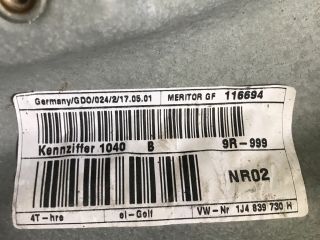 Germany/GDO/024/2/17.05.01 MERITOR GF 116694
Kennziffer 1040 B 9R-999
NR02
4T-hre el-Golf VW-Nr 1J4 839 730 H